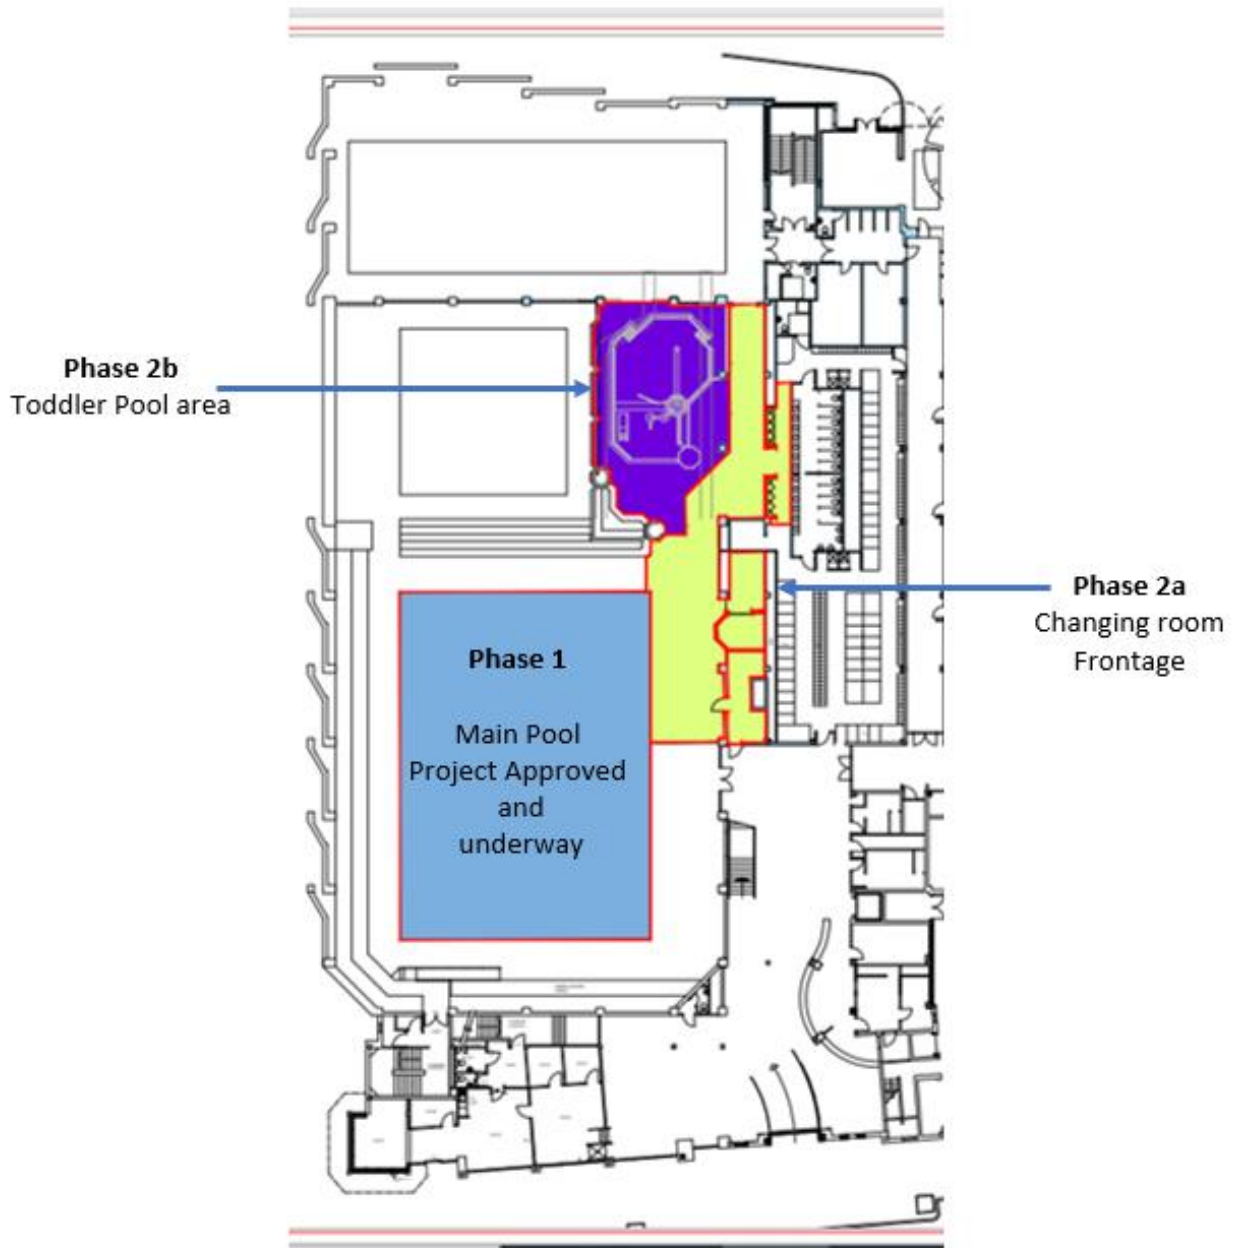 Phase 2b
Toddler Pool area
Phase 2a
Changing room
Frontage
Phase 1
Main Pool
Project Approved
and
underway